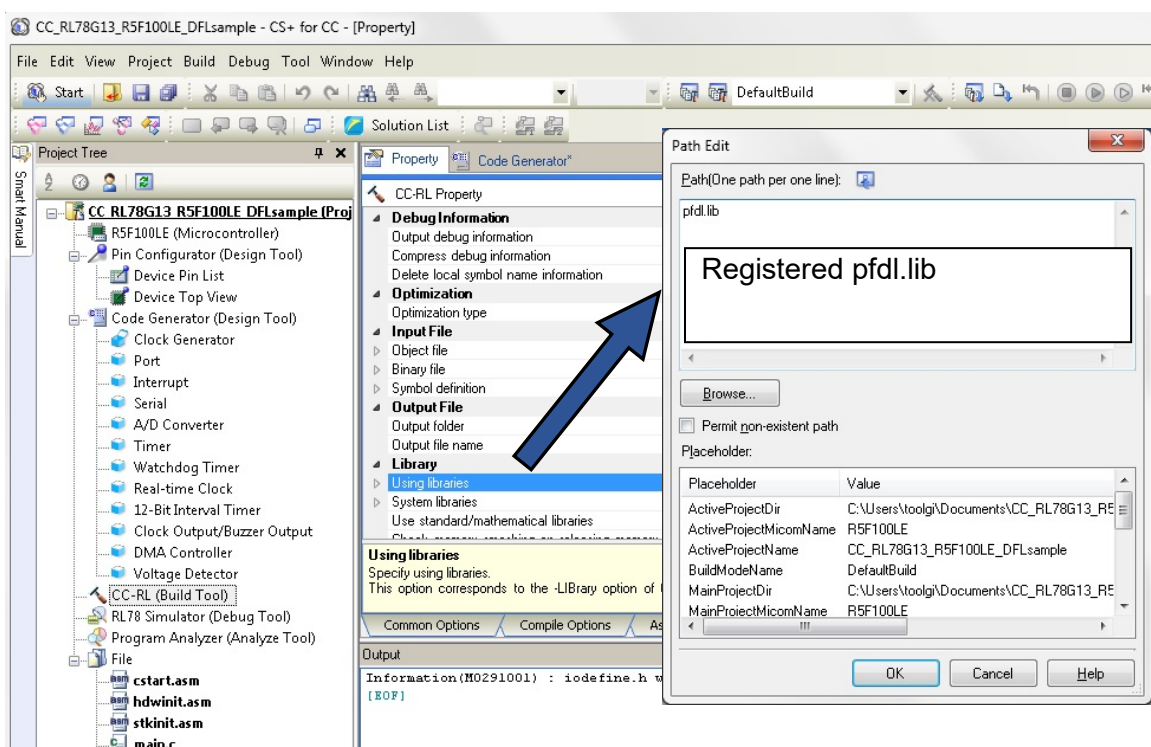 CC_RL78G13_R5F100LE_DFLsample - CS+ for CC - [Property]
File Edit View Project Build Debug Tool Window Help
Start
DefaultBuild
Solution List
Smart Manual
Project Tree
CC_RL78G13_R5F100LE_DFLsample (Proj
R5F100LE (Microcontroller)
Pin Configurator (Design Tool)
Device Pin List
Device Top View
Code Generator (Design Tool)
Clock Generator
Port
Interrupt
Serial
A/D Converter
Timer
Watchdog Timer
Real-time Clock
12-Bit Interval Timer
Clock Output/Buzzer Output
DMA Controller
Voltage Detector
CC-RL (Build Tool)
RL78 Simulator (Debug Tool)
Program Analyzer (Analyze Tool)
File
cstart.asm
hdwinit.asm
stkinit.asm
main.c
Property
Code Generator*
CC-RL Property
Debug Information
Output debug information
Compress debug information
Delete local symbol name information
Optimization
Optimization type
Input File
Object file
Binary file
Symbol definition
Output File
Output folder
Output file name
Library
Using libraries
System libraries
Use standard/mathematical libraries
Using libraries
Specify using libraries.
This option corresponds to the -LIBrary option of
Common Options
Compile Options
As
Output
Information(M0291001) : iodefine.h w
[EOF]
Path Edit
Path(One path per one line):
pfdl.lib
Registered pfdl.lib
Browse...
Permit non-existent path
Placeholder:
Placeholder Value
ActiveProjectDir C:\Users\toolgi\Documents\CC_RL78G13_R5
ActiveProjectMicomName R5F100LE
ActiveProjectName CC_RL78G13_R5F100LE_DFLsample
BuildModeName DefaultBuild
MainProjectDir C:\Users\toolgi\Documents\CC_RL78G13_R5
MainProjectMicomName R5F100LE
OK Cancel Help